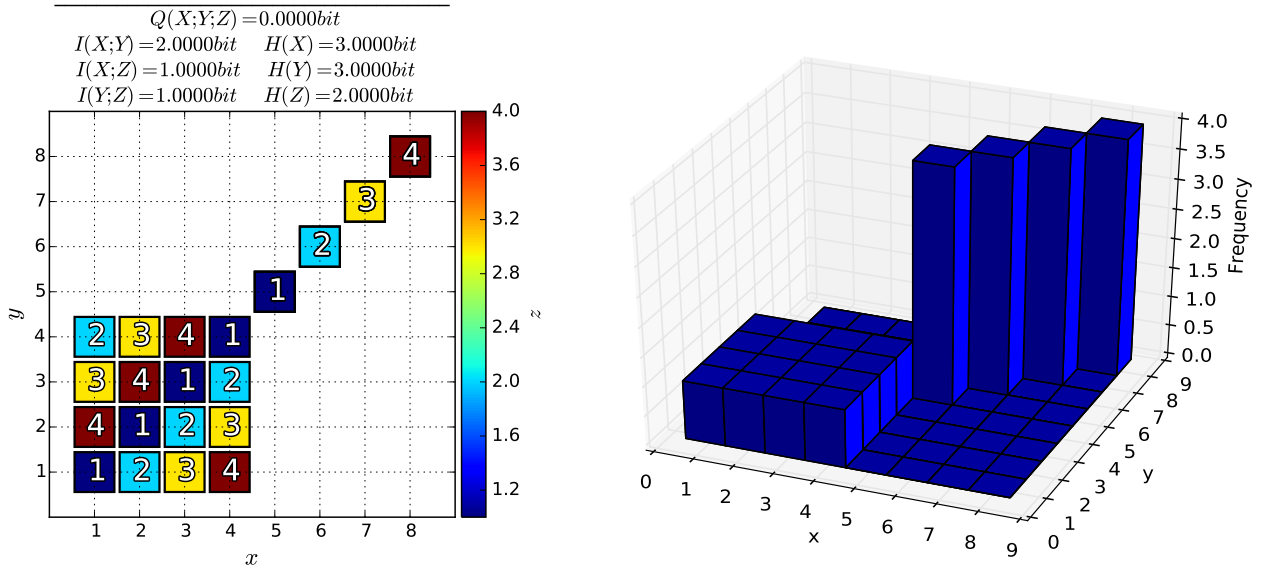 Q(X;Y;Z)=0.0000bit
I(X;Y)=2.0000bit H(X)=3.0000bit
I(X;Z)=1.0000bit H(Y)=3.0000bit
I(Y;Z)=1.0000bit H(Z)=2.0000bit
8
7
6
5
4
3
2
1
y
4
3
2
1
2 3 4 1
3 4 1 2
4 1 2 3
1 2 3 4
1 2 3 4 5 6 7 8
x
4.0
3.6
3.2
2.8
2.4
2.0
1.6
1.2
z
4.0
3.5
3.0
2.5
2.0
1.5
1.0
0.5
0.0
Frequency
0 1 2 3 4 5 6 7 8 9
x
9
8
7
6
5
4
3
2
1
0
y